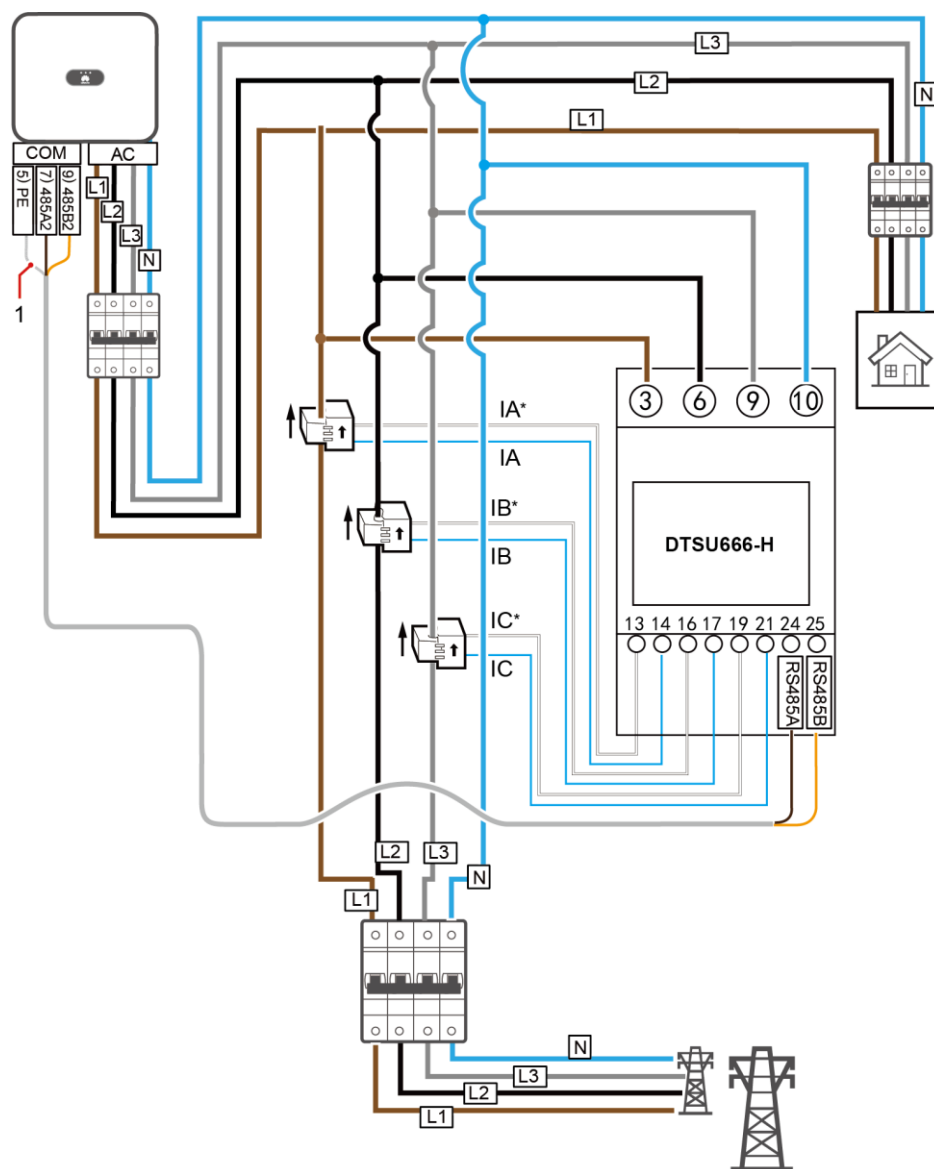 L3
L2
N
L1
COM
AC
5) PE
7) 485A2
9) 485B2
L1
L2
L3
N
1
3
6
9
10
IA*
IA
IB*
IB
DTSU666-H
IC*
IC
13 14 16 17 19 21 24 25
RS485A
RS485B
L2
L3
N
L1
N
L3
L2
L1